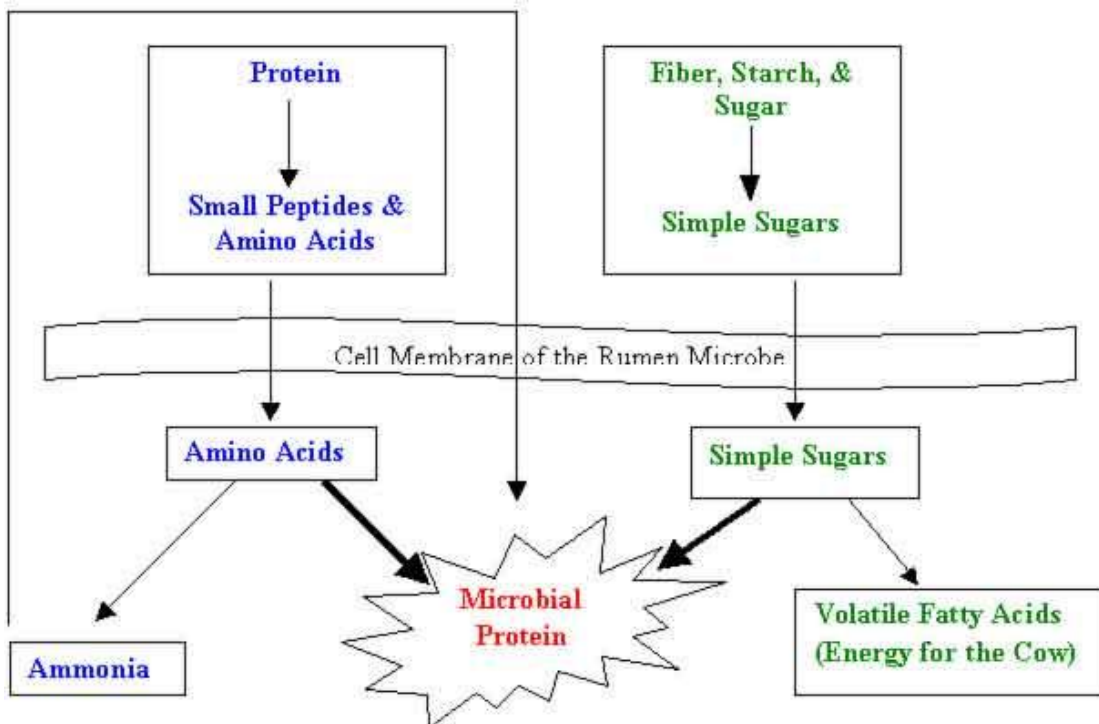 Protein
Small Peptides &
Amino Acids
Fiber, Starch, &
Sugar
Simple Sugars
Cell Membrane of the Rumen Microbe
Amino Acids
Simple Sugars
Microbial
Protein
Ammonia
Volatile Fatty Acids
(Energy for the Cow)